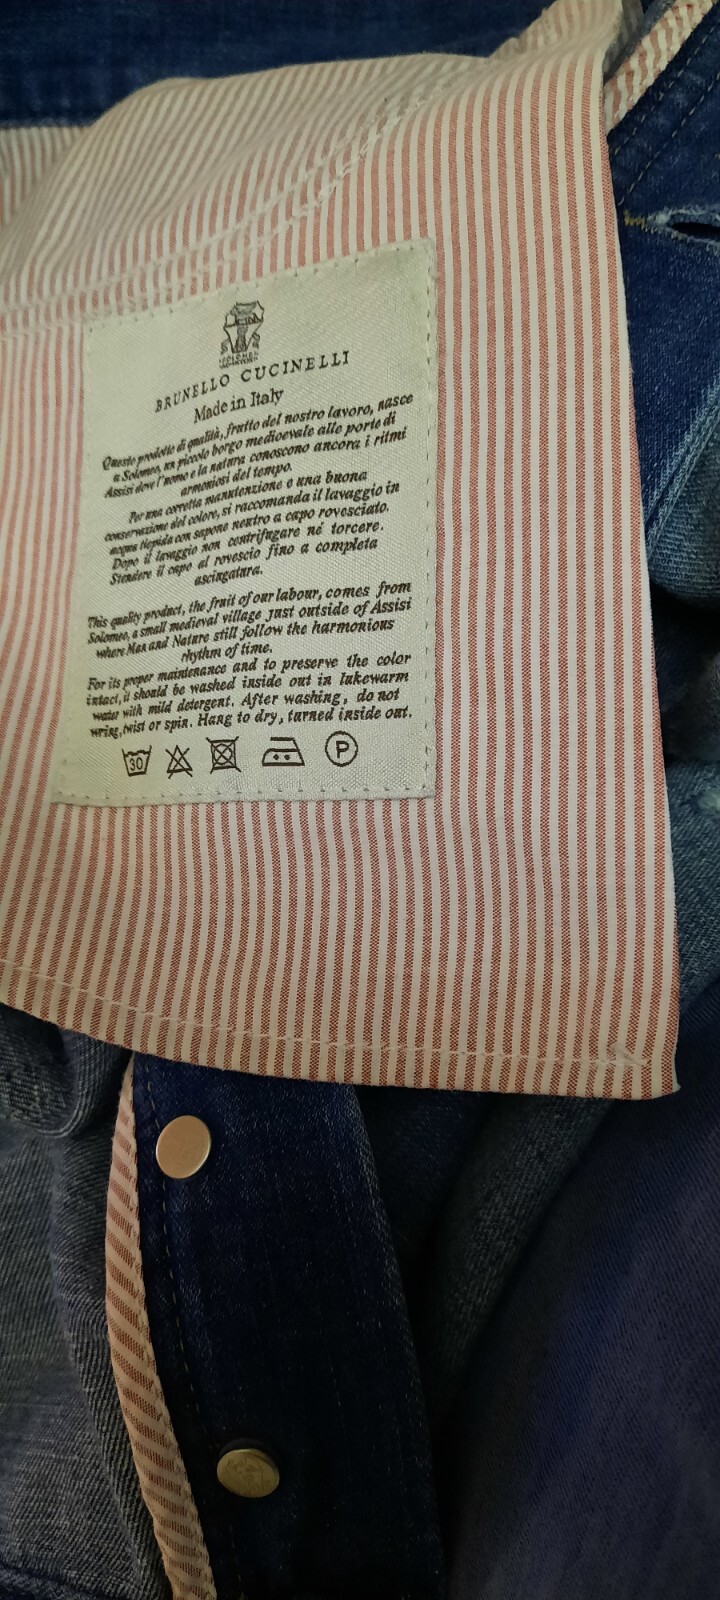 BRUNELLO CUCINELLI
Made in Italy
Questo prodotto di qualità, frutto del nostro lavoro, nasce
a Solomeo, un piccolo borgo medioevale alle porte di
Assisi dove l'uomo e la natura conoscono ancora i ritmi
armoniosi del tempo.
Per una corretta manutenzione e una buona
conservazione del colore, si raccomanda il lavaggio in
acqua tiepida con sapone neutro a capo rovesciato.
Dopo il lavaggio non centrifugare né torcere.
Stendere il capo al rovescio fino a completa
asciugatura.
This quality product, the fruit of our labour, comes from
Solomeo, a small medieval village just outside of Assisi
where Man and Nature still follow the harmonious
rhythm of time.
For its proper maintenance and to preserve the color
intact, it should be washed inside out in lukewarm
water with mild detergent. After washing, do not
wring, twist or spin. Hang to dry, turned inside out.
30 P